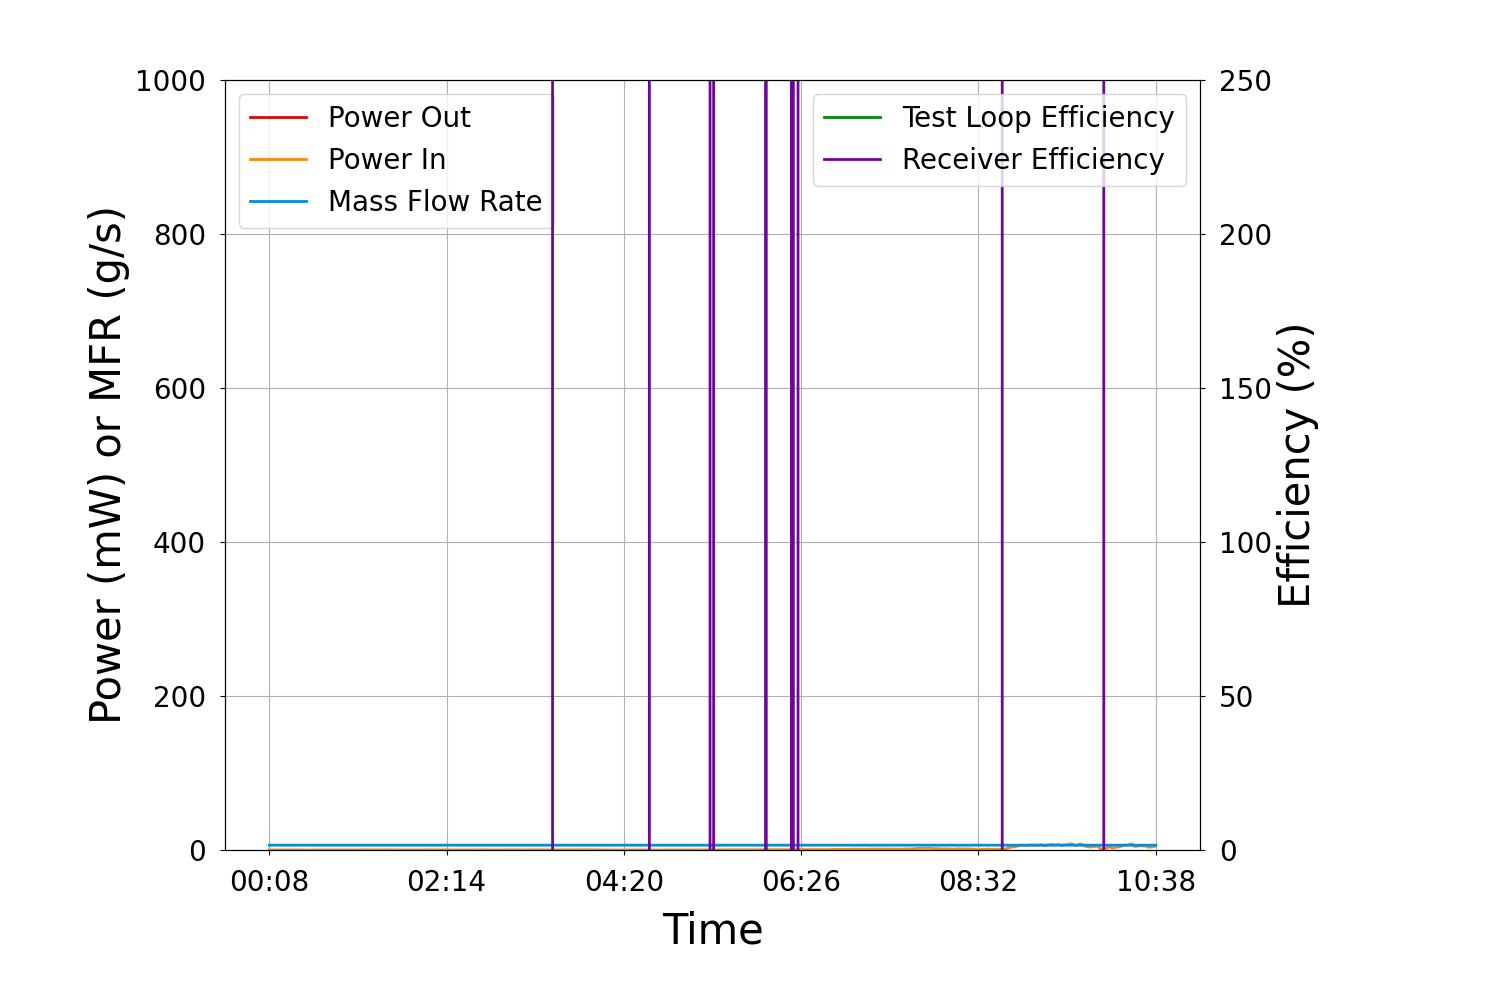 1000
800
600
400
200
0
Power (mW) or MFR (g/s)
Power Out
Power In
Mass Flow Rate
Test Loop Efficiency
Receiver Efficiency
250
200
150
100
50
0
Efficiency (%)
00:08 02:14 04:20 06:26 08:32 10:38
Time